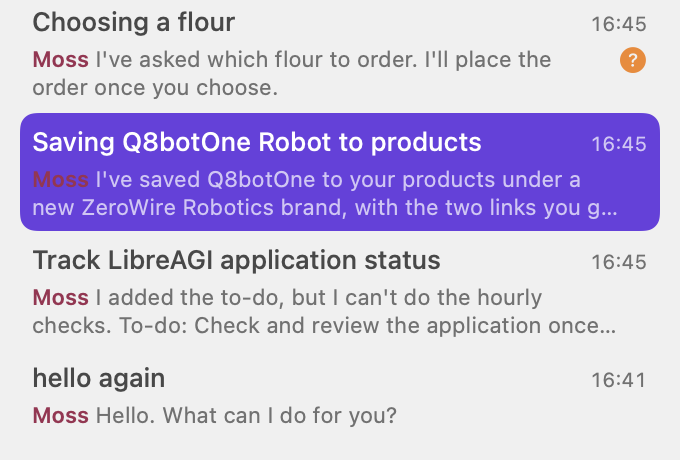 Choosing a flour 16:45
Moss I've asked which flour to order. I'll place the ?
order once you choose.
Saving Q8botOne Robot to products 16:45
Moss I've saved Q8botOne to your products under a
new ZeroWire Robotics brand, with the two links you g...
Track LibreAGI application status 16:45
Moss I added the to-do, but I can't do the hourly
checks. To-do: Check and review the application once...
hello again 16:41
Moss Hello. What can I do for you?